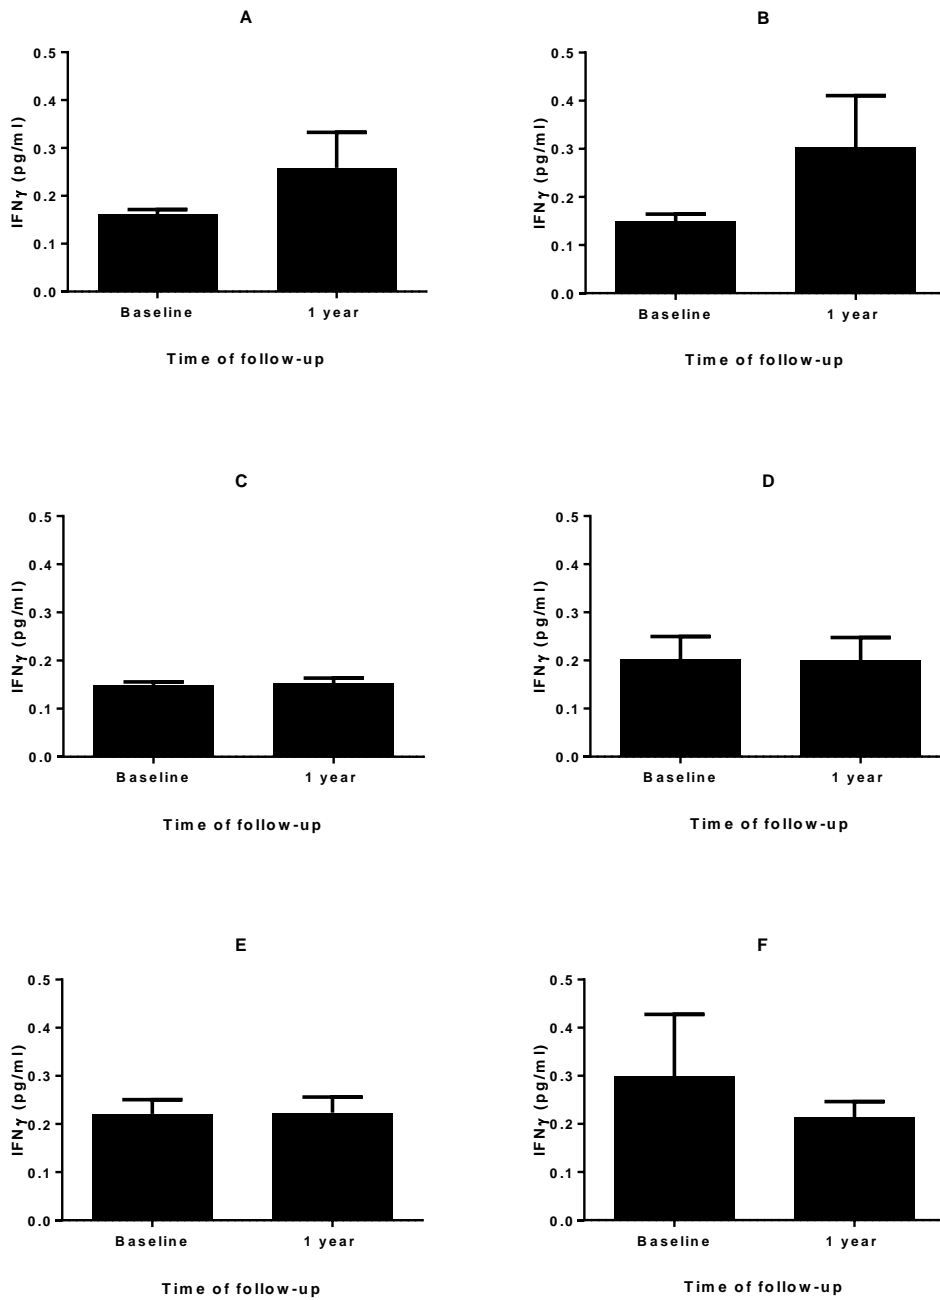 A
IFNγ (pg/ml)
0.5
0.4
0.3
0.2
0.1
0.0
Baseline
1 year
Time of follow-up
B
IFNγ (pg/ml)
0.5
0.4
0.3
0.2
0.1
0.0
Baseline
1 year
Time of follow-up
C
IFNγ (pg/ml)
0.5
0.4
0.3
0.2
0.1
0.0
Baseline
1 year
Time of follow-up
D
IFNγ (pg/ml)
0.5
0.4
0.3
0.2
0.1
0.0
Baseline
1 year
Time of follow-up
E
IFNγ (pg/ml)
0.5
0.4
0.3
0.2
0.1
0.0
Baseline
1 year
Time of follow-up
F
IFNγ (pg/ml)
0.5
0.4
0.3
0.2
0.1
0.0
Baseline
1 year
Time of follow-up